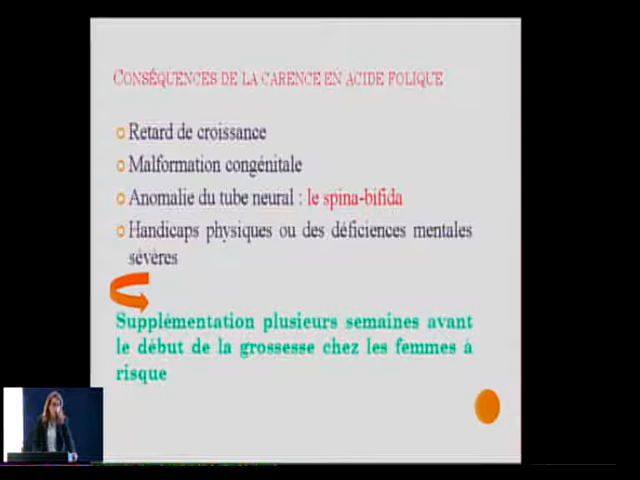 CONSÉQUENCES DE LA CARENCE EN ACIDE FOLIQUE
Retard de croissance
Malformation congénitale
Anomalie du tube neural : le spina-bifida
Handicaps physiques ou des déficiences mentales
sévères
Supplémentation plusieurs semaines avant
le début de la grossesse chez les femmes à
risque